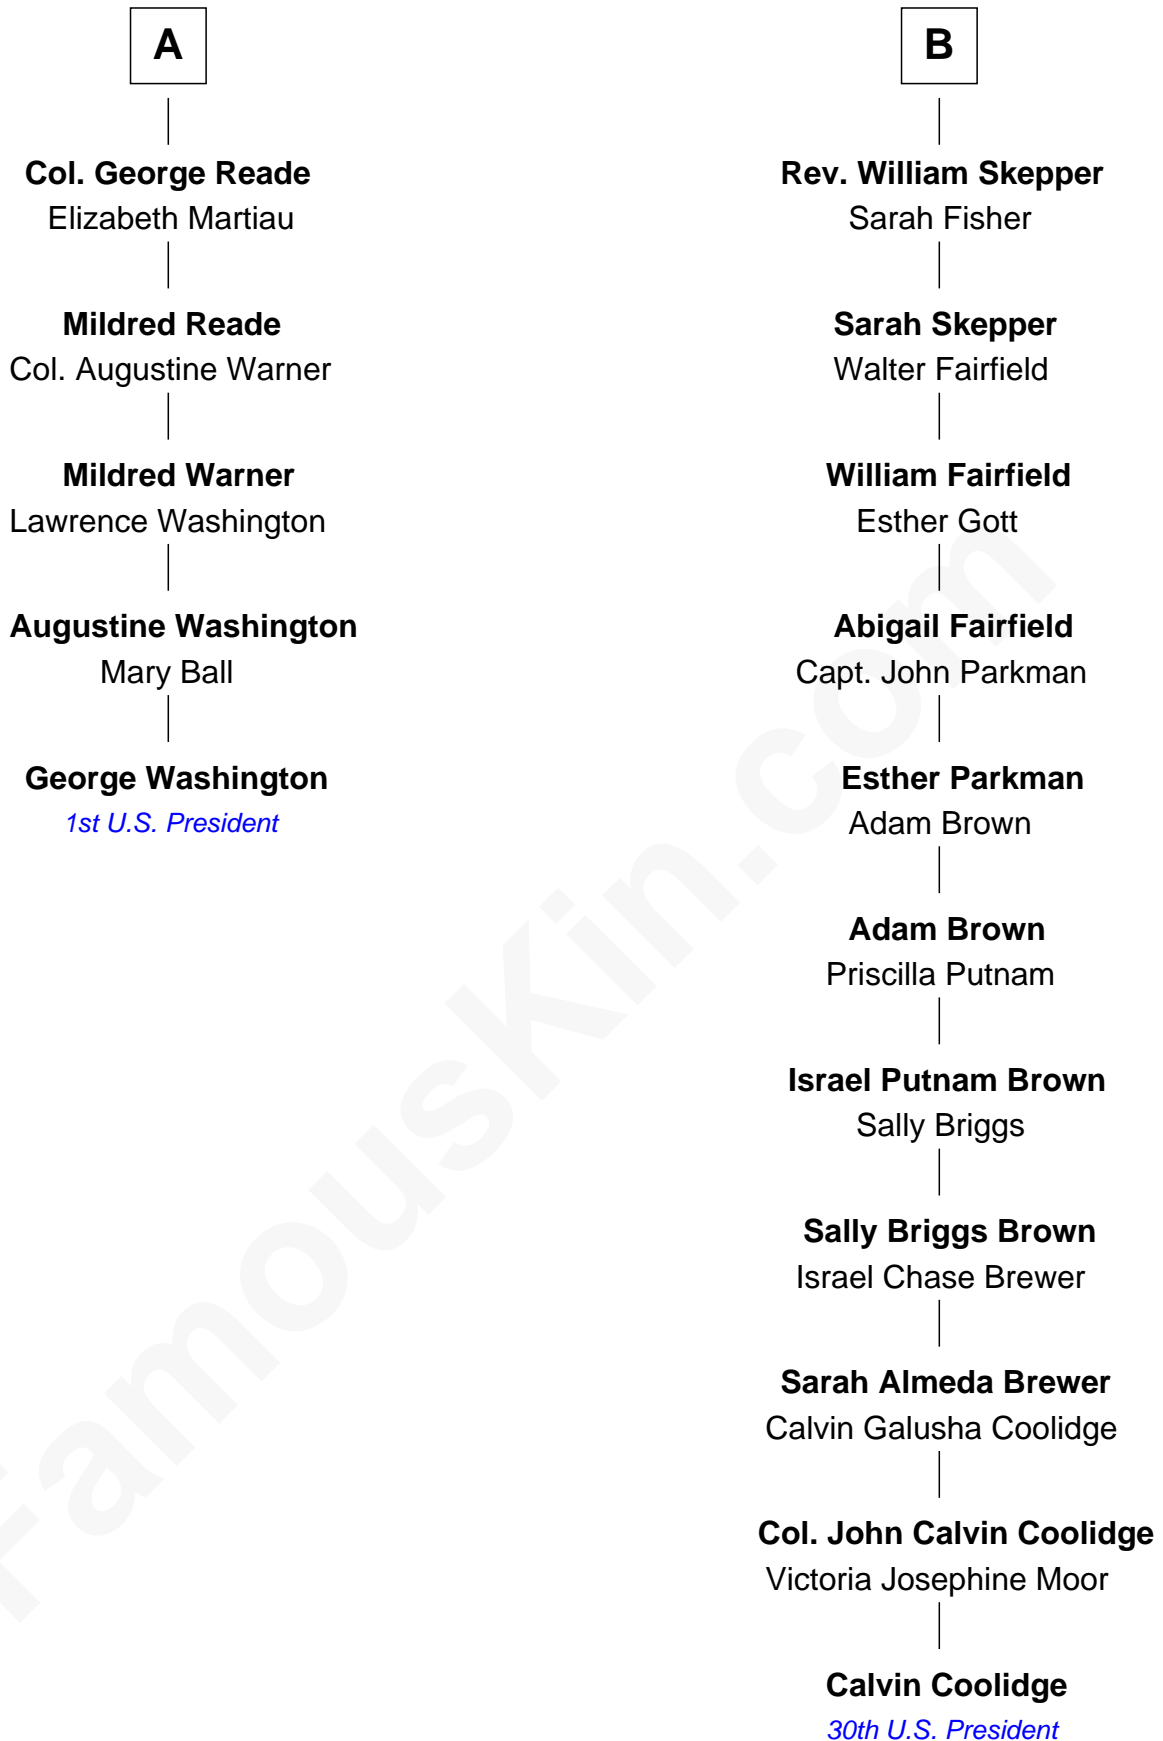 A
Col. George Reade
Elizabeth Martiau
Mildred Reade
Col. Augustine Warner
Mildred Warner
Lawrence Washington
Augustine Washington
Mary Ball
George Washington
1st U.S. President
B
Rev. William Skepper
Sarah Fisher
Sarah Skepper
Walter Fairfield
William Fairfield
Esther Gott
Abigail Fairfield
Capt. John Parkman
Esther Parkman
Adam Brown
Adam Brown
Priscilla Putnam
Israel Putnam Brown
Sally Briggs
Sally Briggs Brown
Israel Chase Brewer
Sarah Almeda Brewer
Calvin Galusha Coolidge
Col. John Calvin Coolidge
Victoria Josephine Moor
Calvin Coolidge
30th U.S. President
FamousKin.com